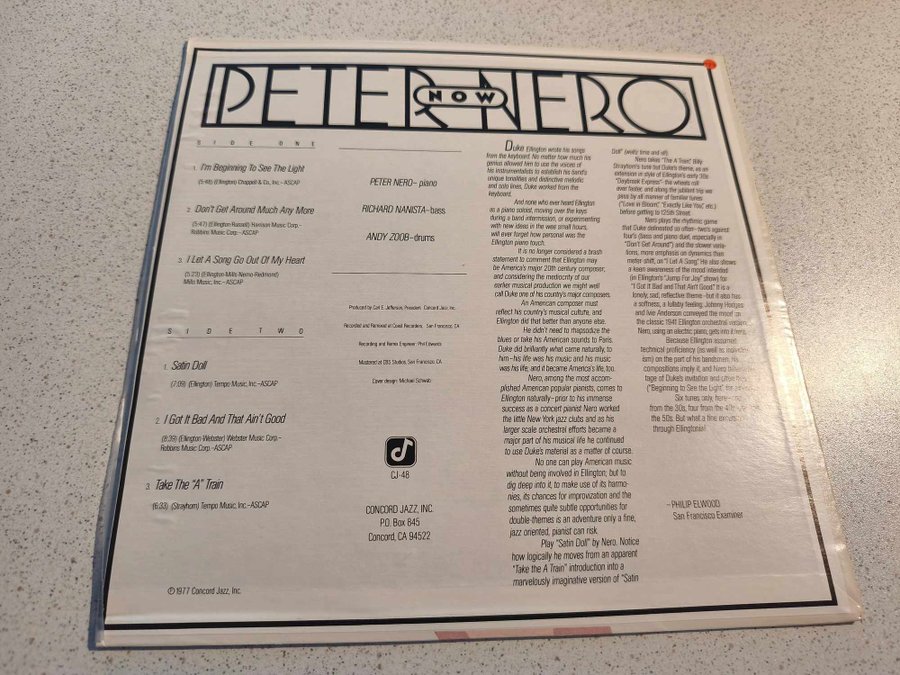 PETER NERO
NOW
SIDE ONE
1. I'm Beginning To See The Light
(5:48) (Ellington) Chappell & Co., Inc.–ASCAP
2. Don't Get Around Much Any More
(5:47) (Ellington-Russell) Harrison Music Corp.–
Robbins Music Corp.–ASCAP
3. I Let A Song Go Out Of My Heart
(5:23) (Ellington-Mills-Nemo-Redmond)
Mills Music, Inc.–ASCAP
SIDE TWO
1. Satin Doll
(7:09) (Ellington) Tempo Music, Inc.–ASCAP
2. I Got It Bad And That Ain't Good
(8:39) (Ellington-Webster) Webster Music Corp.–
Robbins Music Corp.–ASCAP
3. Take The "A" Train
(6:33) (Strayhorn) Tempo Music, Inc.–ASCAP
℗1977 Concord Jazz, Inc.
PETER NERO–piano
RICHARD NANISTA–bass
ANDY ZOOB–drums
Produced by Carl E. Jefferson, President, Concord Jazz, Inc.
Recorded and Remixed at Coast Recorders, San Francisco, CA
Recording and Remix Engineer: Phil Edwards
Mastered at CBS Studios, San Francisco, CA
Cover design: Michael Schwab
CJ-48
CONCORD JAZZ, INC.
P.O. Box 845
Concord, CA 94522
Duke Ellington wrote his songs
from the keyboard. No matter how much his
genius allowed him to use the voices of
his instrumentalists to establish his band's
unique tonalities and distinctive melodic
and solo lines, Duke worked from the
keyboard.
And none who ever heard Ellington
as a piano soloist, moving over the keys
during a band intermission, or experimenting
with new ideas in the wee small hours,
will ever forget how personal was the
Ellington piano touch.
It is no longer considered a brash
statement to comment that Ellington may
be America's major 20th century composer;
and considering the mediocrity of our
earlier musical production we might well
call Duke one of his country's major composers.
An American composer must
reflect his country's musical culture, and
Ellington did that better than anyone else.
He didn't need to rhapsodize the
blues or take his American sounds to Paris.
Duke did brilliantly what came naturally, to
him–his life was his music and his music
was his life; and it became America's life, too.
Nero, among the most accom-
plished American popular pianists, comes to
Ellington naturally–prior to his immense
success as a concert pianist Nero worked
the little New York jazz clubs and as his
larger scale orchestral efforts became a
major part of his musical life he continued
to use Duke's material as a matter of course.
No one can play American music
without being involved in Ellington; but to
dig deep into it, to make use of its harmo-
nies, its chances for improvization and the
sometimes quite subtle opportunities for
double-themes is an adventure only a fine,
jazz oriented, pianist can risk.
Play "Satin Doll" by Nero. Notice
how logically he moves from an apparent
"Take the A Train" introduction into a
marvelously imaginative version of "Satin
Doll" (waltz time and all).
Nero takes "The A Train" Billy
Strayhorn's tune but Duke's theme, as an
extension in style of Ellington's early 30s
"Daybreak Express"–the wheels roll
ever faster, and along the jubilant trip we
pass by all manner of familiar tunes
("Love in Bloom," "Exactly Like You," etc.)
before getting to 125th Street.
Nero plays the rhythmic game
that Duke delineated so often–two's against
four's (bass and piano duet, especially in
"Don't Get Around") and the slower varia-
tions, more emphasis on dynamics than
meter shift, on "I Let A Song." He also shows
a keen awareness of the mood intended
(in Ellington's "Jump For Joy" show) for
"I Got It Bad and That Ain't Good." It is a
lonely, sad, reflective theme–but it also has
a softness, a lullaby feeling. Johnny Hodges
and Ivie Anderson conveyed the mood on
the classic 1941 Ellington orchestral version.
Nero, using an electric piano, gets into it
Because Ellington assumed
technical proficiency (as well as
ism) on the part of his bandsmen, his
compositions imply it, and Nero
tage of Duke's invitation and
("Beginning to See the Light,"
Six tunes only, here–
from the 30s, four from the 40s
the 50s. But what a fine
through Ellingtonia!
–PHILIP ELWOOD
San Francisco Examiner